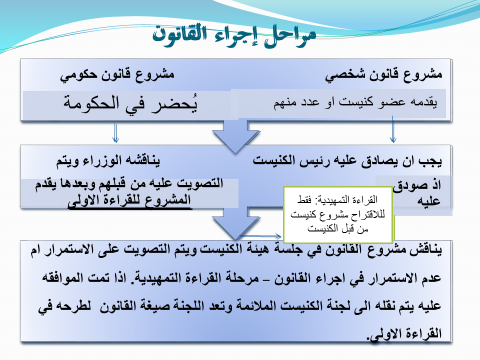 مراحل إجراء القانون
مشروع قانون شخصي
مشروع قانون حكومي
يقدمه عضو كنيست او عدد منهم
يُحضر في الحكومة
يجب ان يصادق عليه رئيس الكنيست
يناقشه الوزراء ويتم
اذ صودق
عليه
التصويت عليه من قبلهم وبعدها يقدم
المشروع للقراءة الاولى
القراءة التمهيدية: فقط
للاقتراح مشروع كنيست
من قبل الكنيست
يناقش مشروع القانون في جلسة هيئة الكنيست ويتم التصويت على الاستمرار ام
عدم الاستمرار في اجراء القانون – مرحلة القراءة التمهيدية. اذا تمت الموافقه
عليه يتم نقله الى لجنة الكنيست الملائمة وتعد اللجنة صيغة القانون لطرحه في
القراءة الاولى.